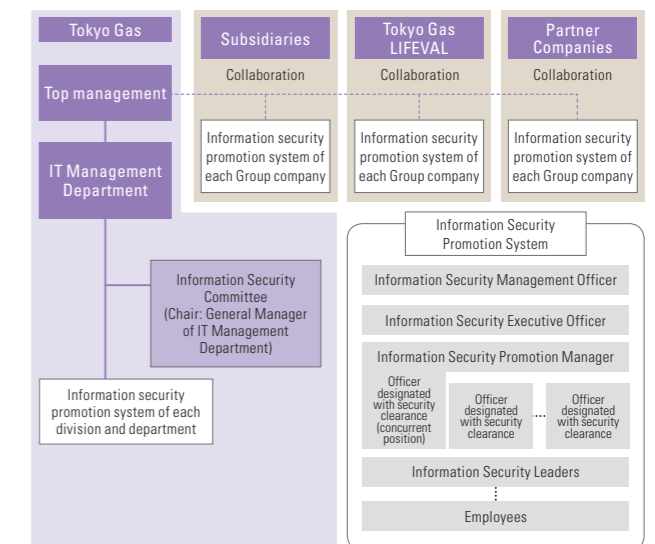 Tokyo Gas
Top management
IT Management
Department
Information Security
Committee
(Chair: General Manager
of IT Management
Department)
Information security
promotion system of each
division and department
Subsidiaries
Collaboration
Information security
promotion system of
each Group company
Tokyo Gas
LIFEVAL
Collaboration
Information security
promotion system of
each Group company
Partner
Companies
Collaboration
Information security
promotion system of
each Group company
Information Security
Promotion System
Information Security Management Officer
Information Security Executive Officer
Information Security Promotion Manager
Officer
designated
with security
clearance
(concurrent
position)
Officer
designated
with security
clearance
Officer
designated
with security
clearance
Information Security Leaders
Employees